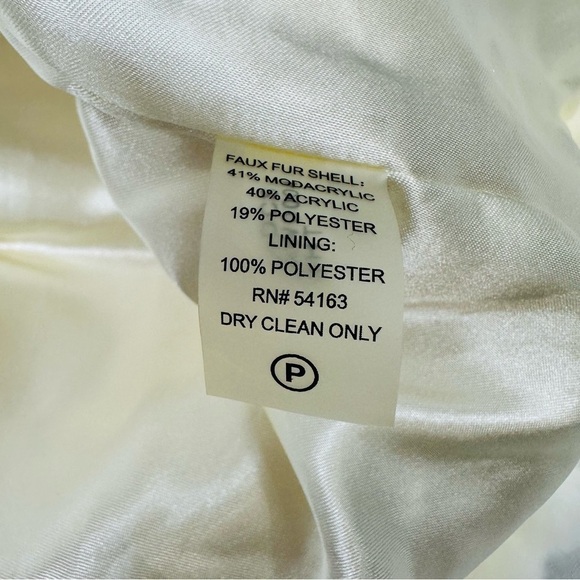 FAUX FUR SHELL:
41% MODACRYLIC
40% ACRYLIC
19% POLYESTER
LINING:
100% POLYESTER
RN# 54163
DRY CLEAN ONLY
P